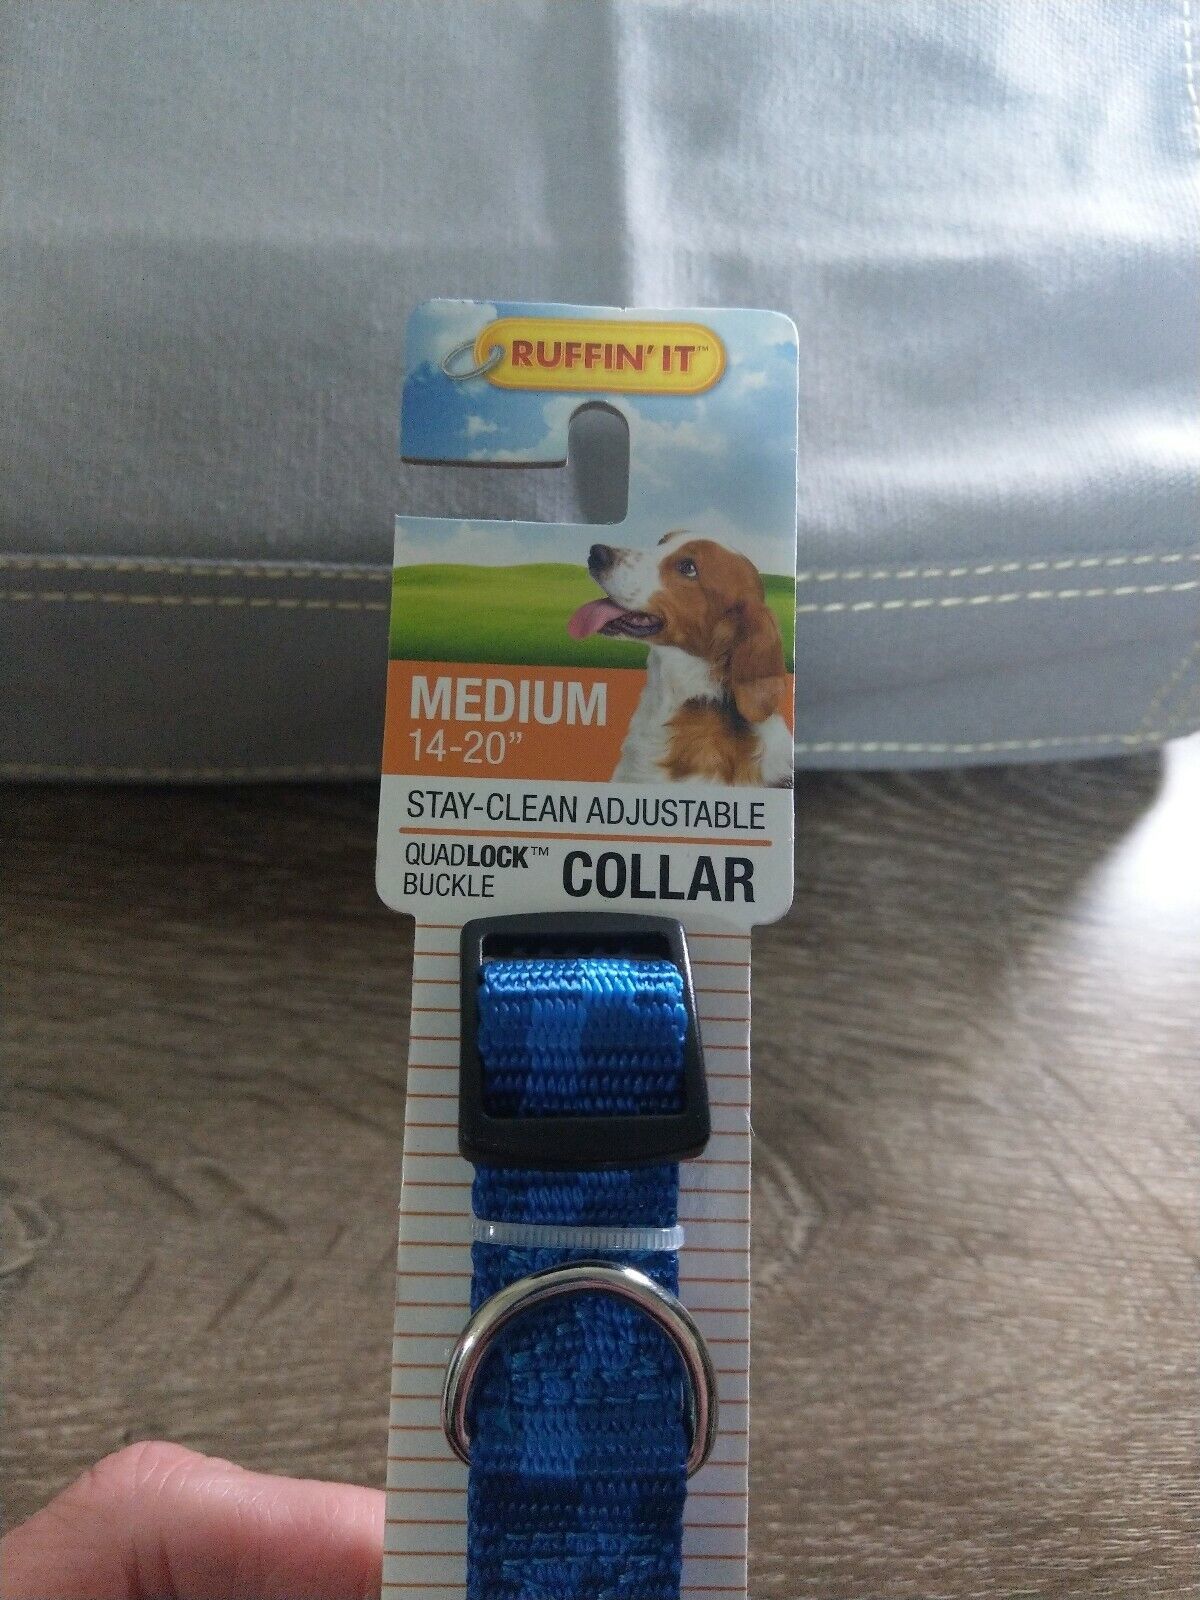 RUFFIN' IT™
MEDIUM
14-20”
STAY-CLEAN ADJUSTABLE
QUADLOCK™
BUCKLE
COLLAR